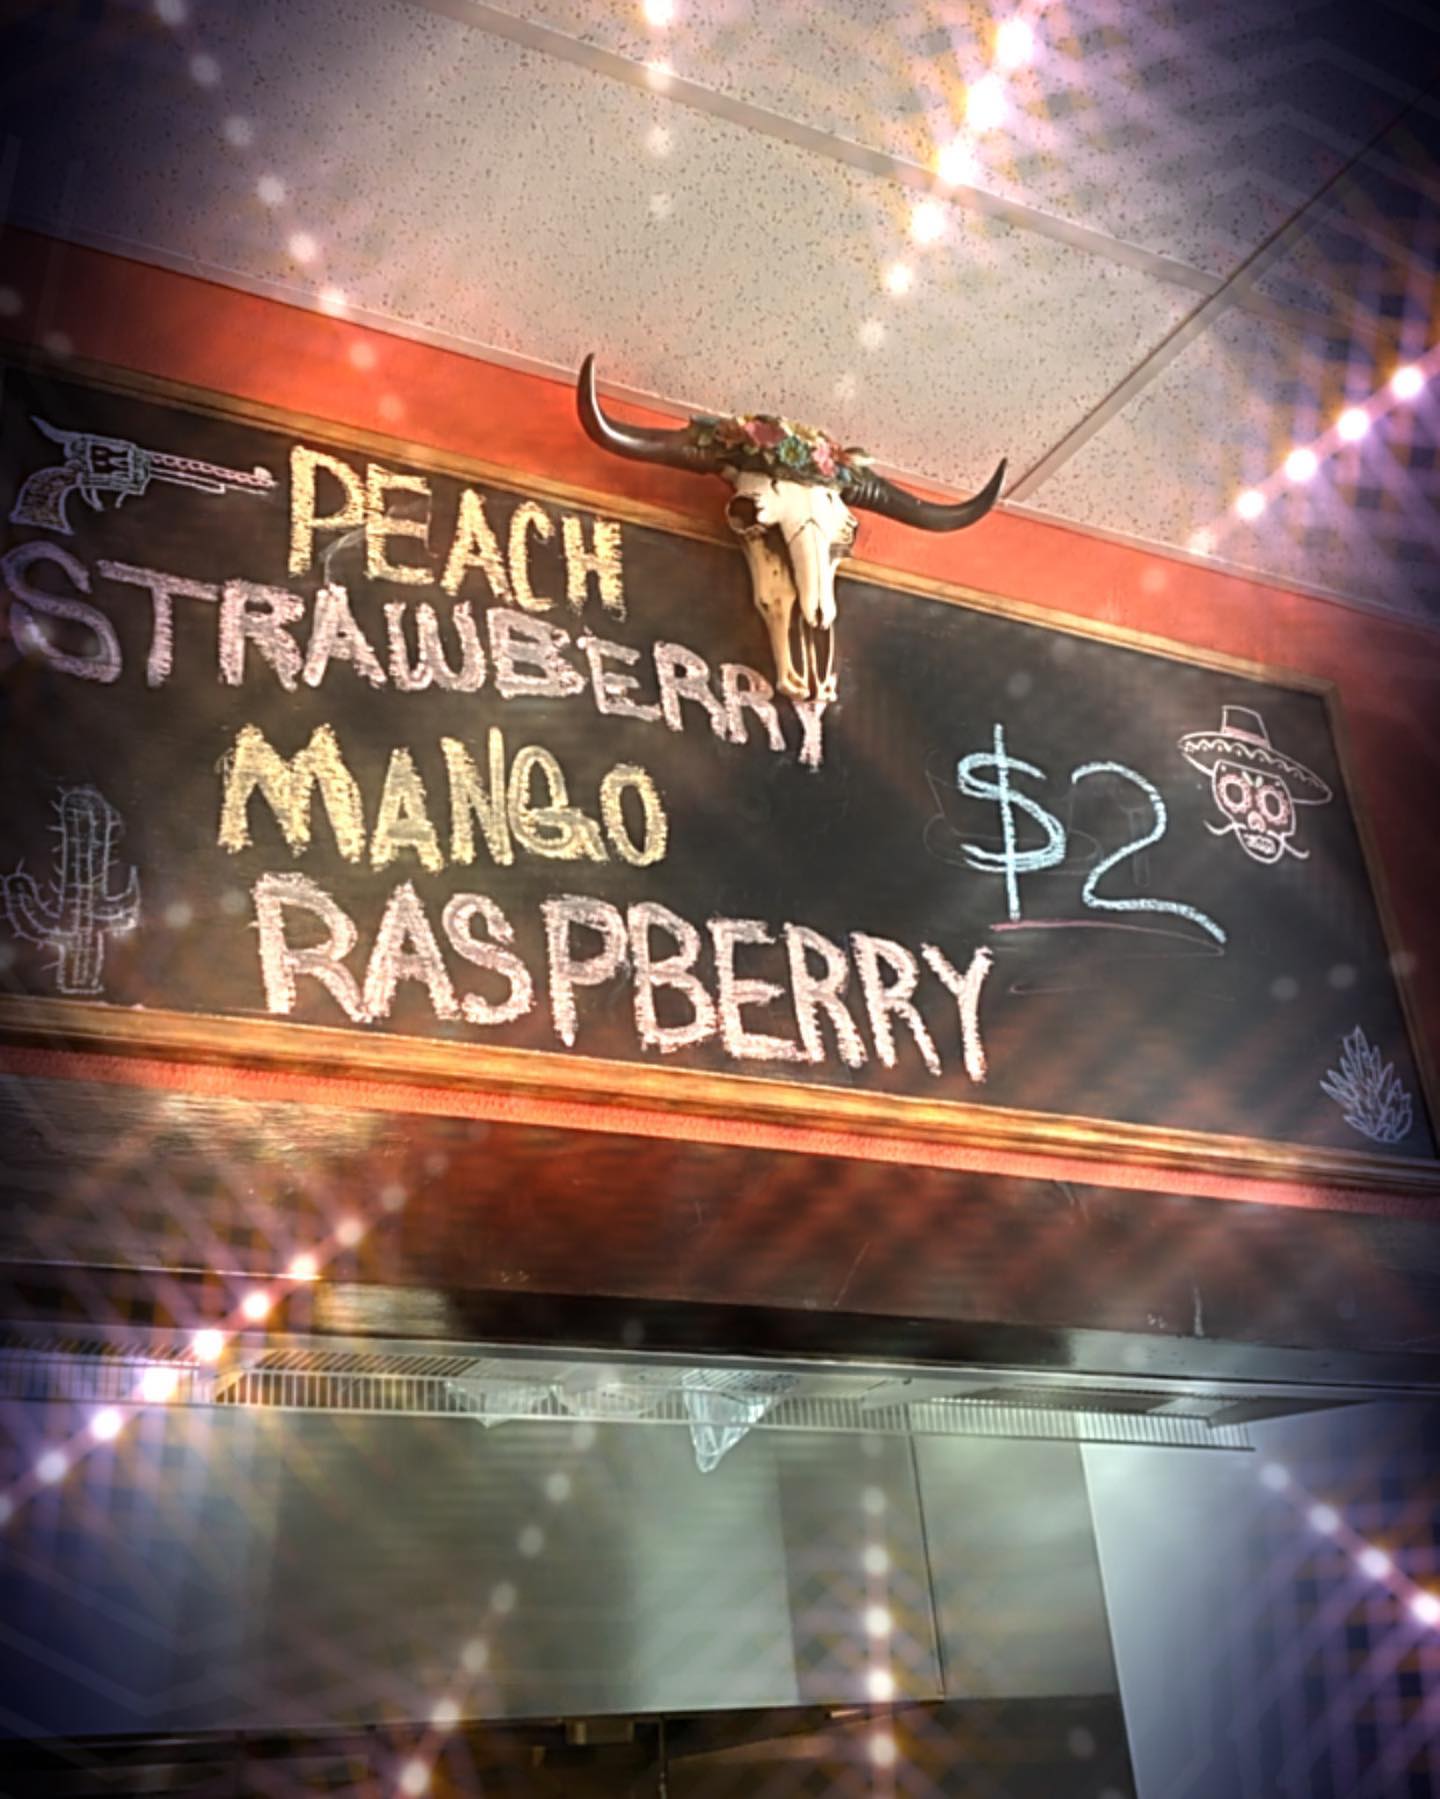 PEACH
STRAWBERRY
MANGO
RASPBERRY
$2